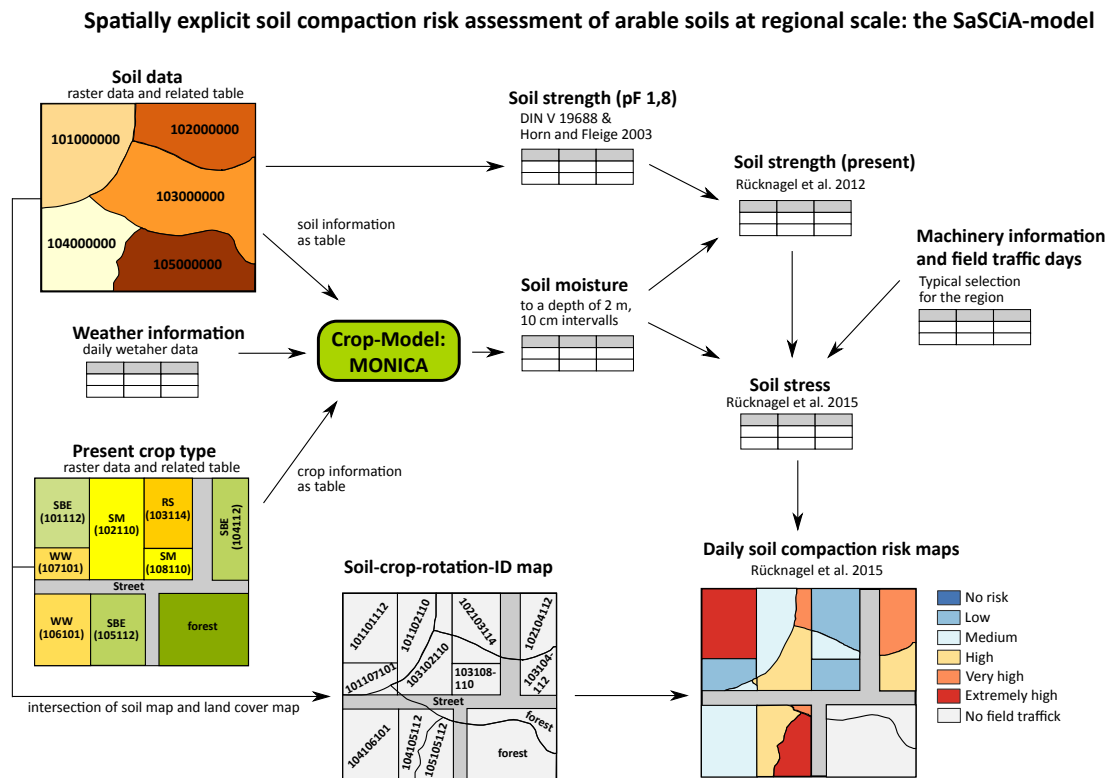 Spatially explicit soil compaction risk assessment of arable soils at regional scale: the SaSCiA-model
Soil data
raster data and related table
101000000
102000000
103000000
104000000
105000000
Soil strength (pF 1,8)
DIN V 19688 &
Horn and Fleige 2003
Soil strength (present)
Rücknagel et al. 2012
soil information
as table
Machinery information
and field traffic days
Typical selection
for the region
Weather information
daily wetaher data
Crop-Model:
MONICA
Soil moisture
to a depth of 2 m,
10 cm intervalls
Soil stress
Rücknagel et al. 2015
Present crop type
raster data and related table
crop information
as table
SBE
(101112)
SM
(102110)
RS
(103114)
SBE
(104112)
WW
(107101)
SM
(108110)
Street
WW
(106101)
SBE
(105112)
forest
intersection of soil map and land cover map
Soil-crop-rotation-ID map
101101112
101102110
102103114
102104112
101107101
103102110
103108-
110
103104-
112
Street
104106101
104105112
105105112
forest
forest
Daily soil compaction risk maps
Rücknagel et al. 2015
No risk
Low
Medium
High
Very high
Extremely high
No field traffick